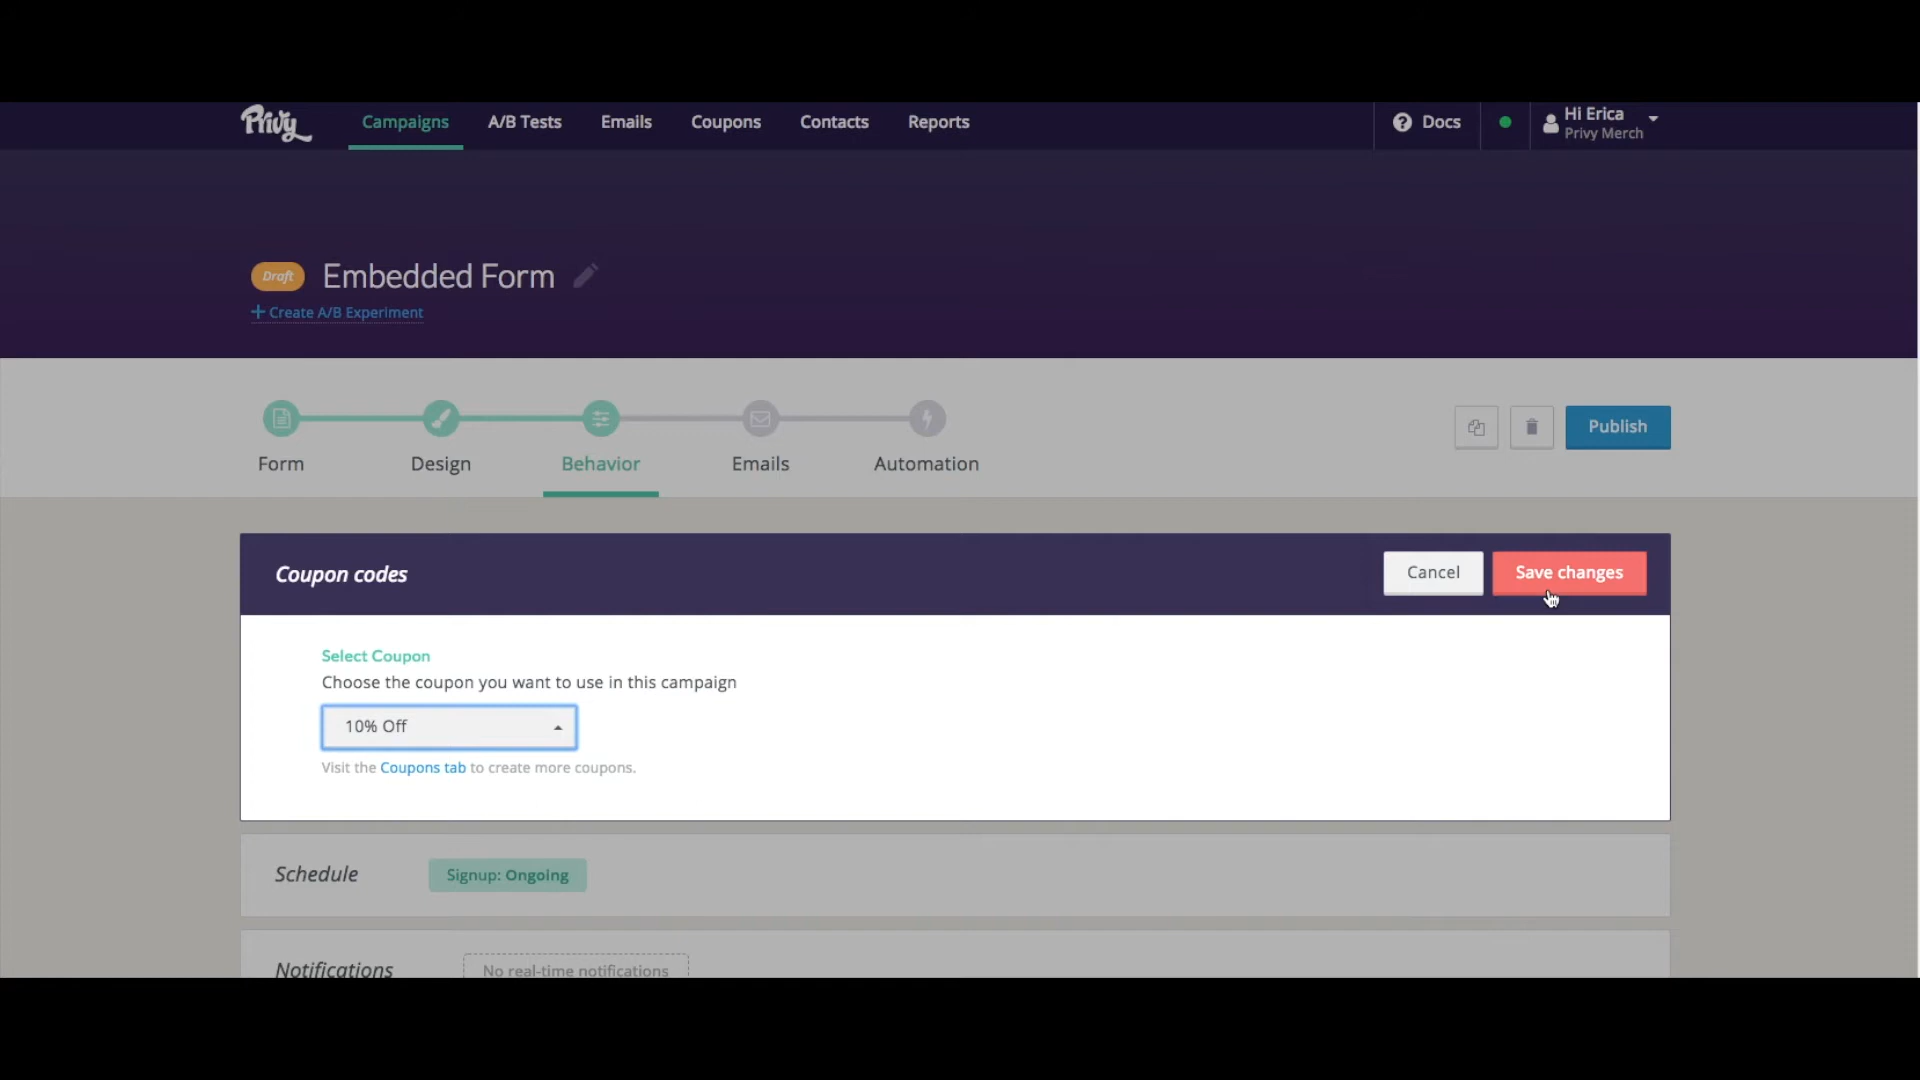 Privy
Campaigns
A/B Tests
Emails
Coupons
Contacts
Reports
? Docs
Hi Erica
Privy Merch
Draft
Embedded Form
+ Create A/B Experiment
Form
Design
Behavior
Emails
Automation
Publish
Coupon codes
Cancel
Save changes
Select Coupon
Choose the coupon you want to use in this campaign
10% Off
Visit the Coupons tab to create more coupons.
Schedule
Signup: Ongoing
Notifications
No real-time notifications